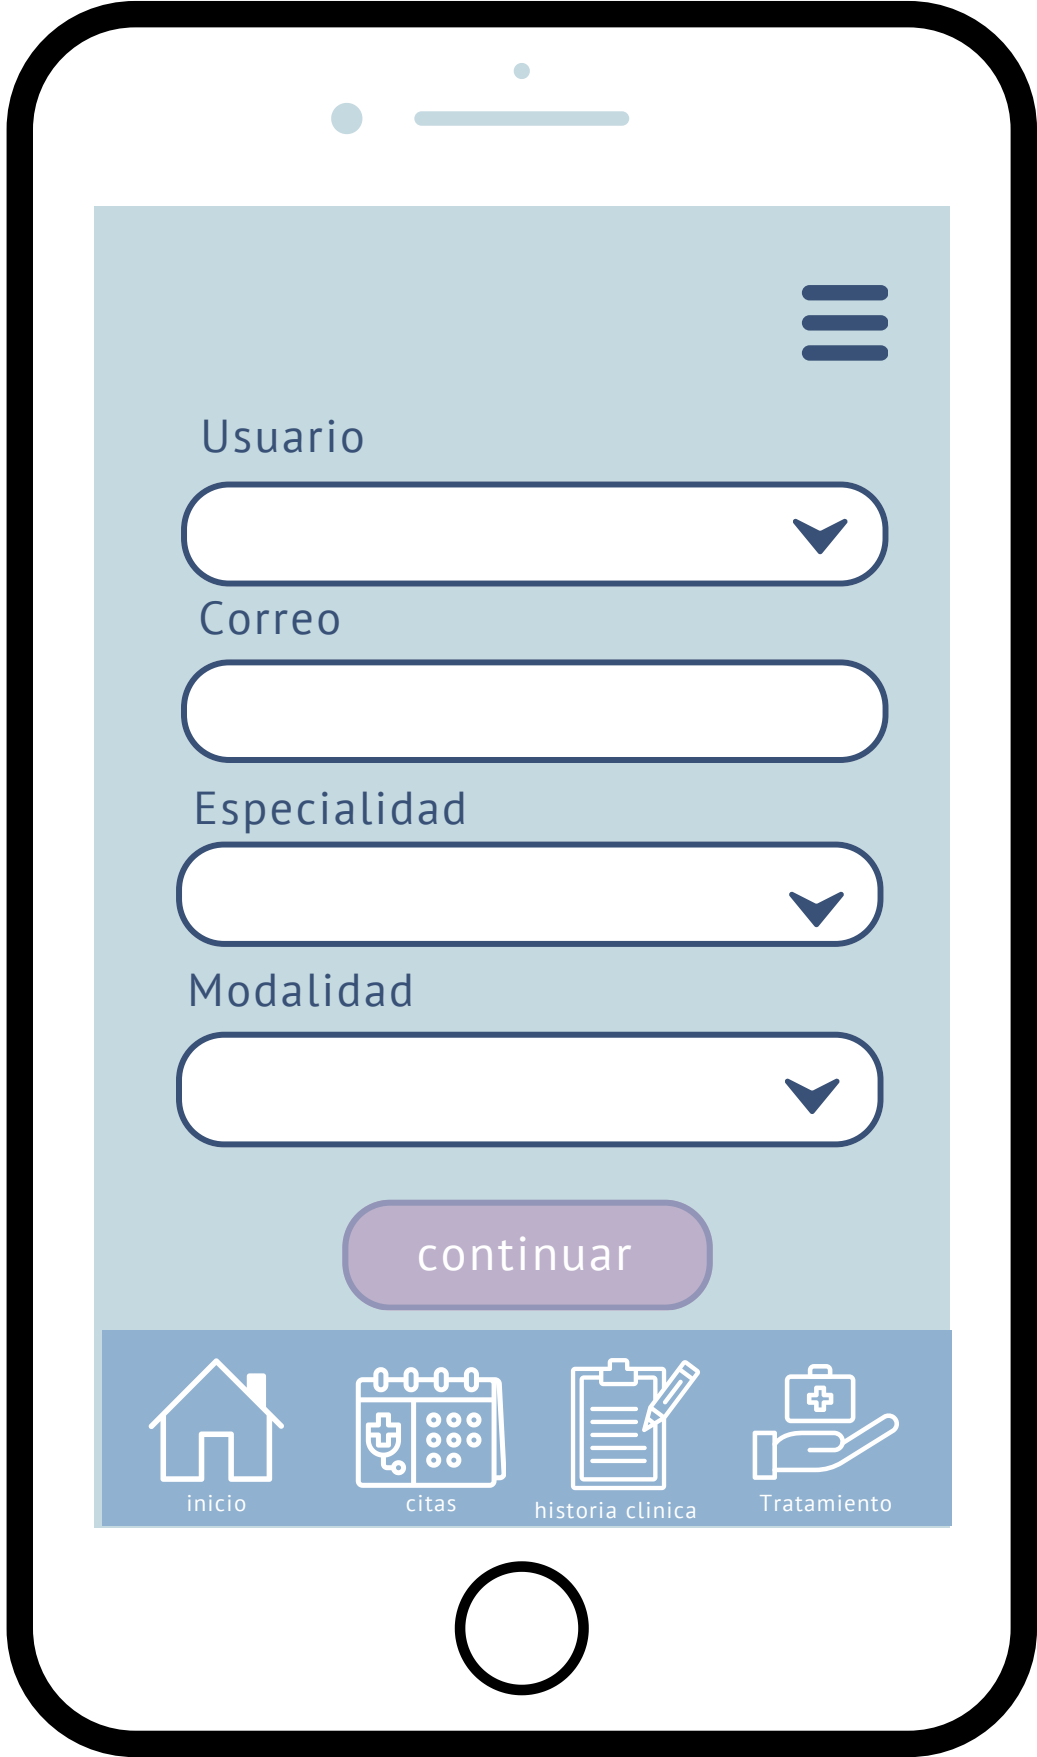 Usuario
Correo
Especialidad
Modalidad
continuar
inicio
citas
historia clinica
Tratamiento